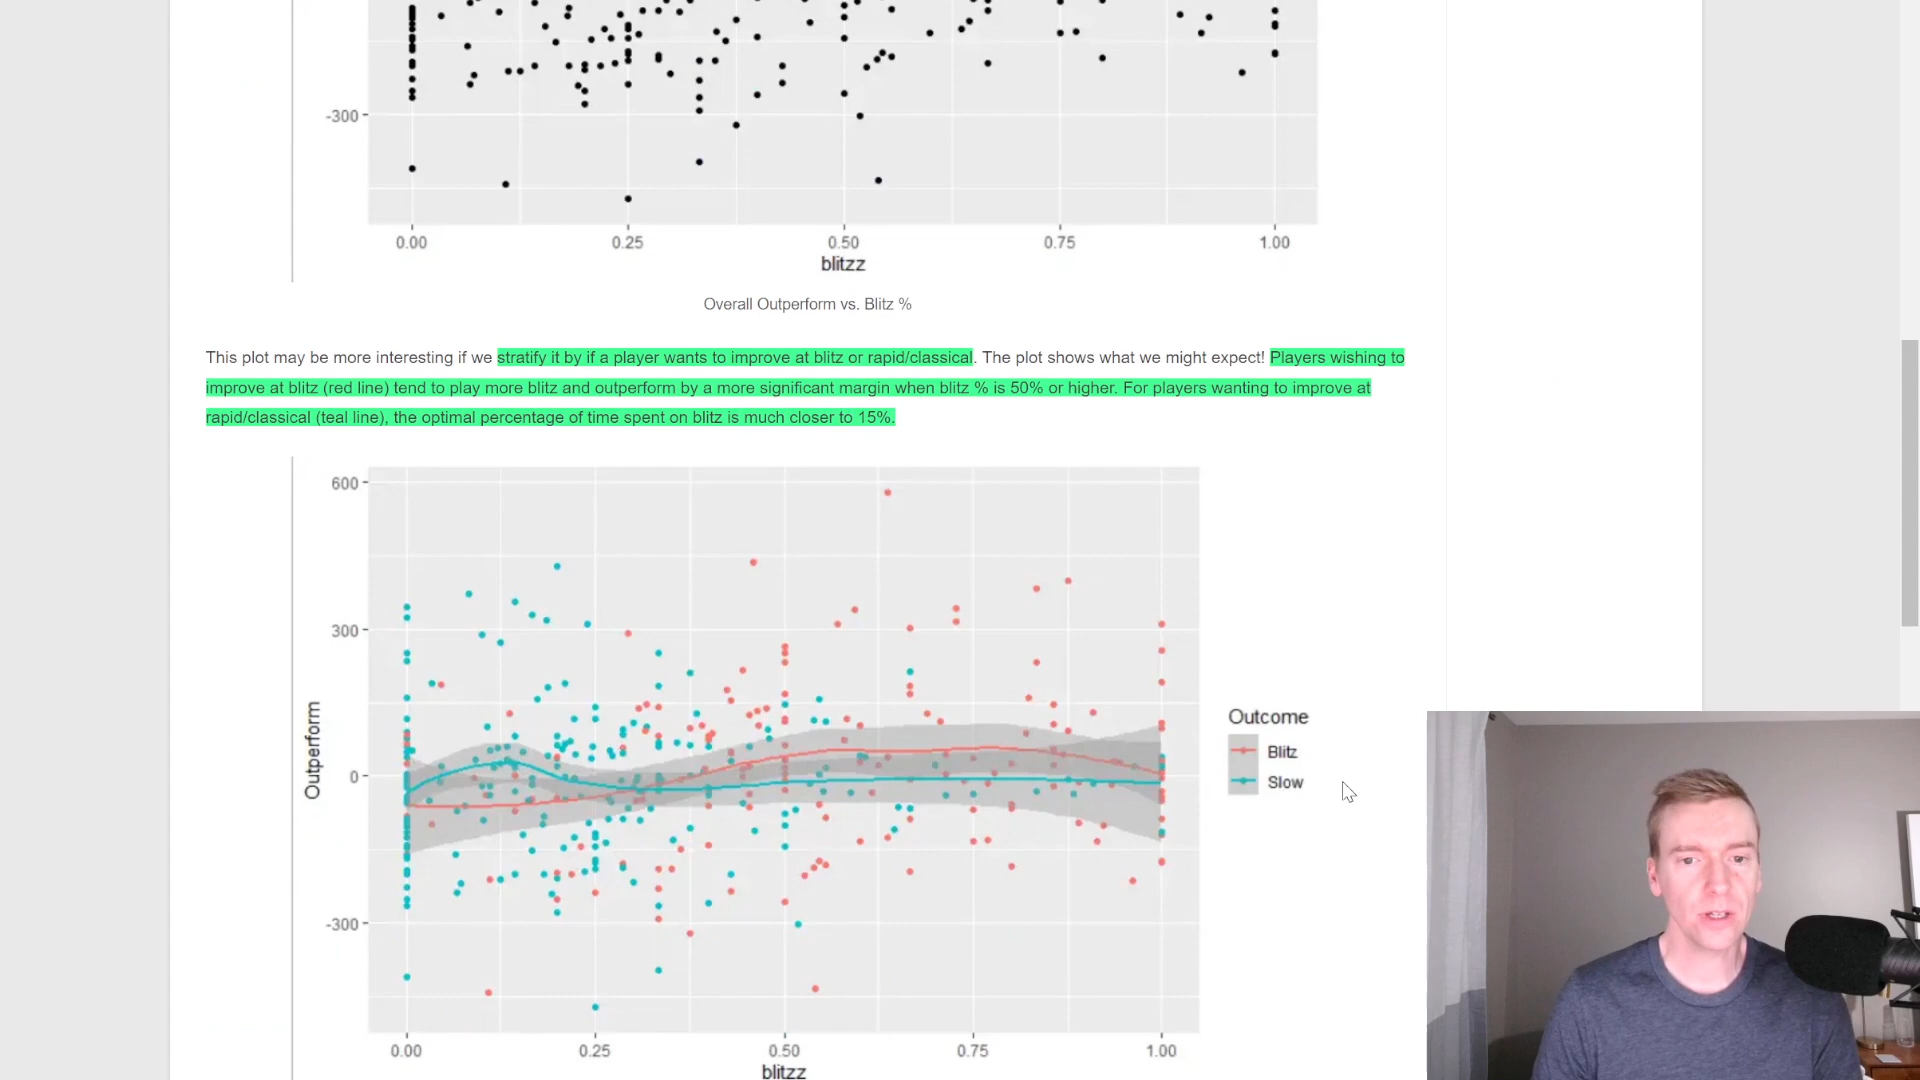 -300
0.00 0.25 0.50 0.75 1.00
blitzz
Overall Outperform vs. Blitz %
This plot may be more interesting if we stratify it by if a player wants to improve at blitz or rapid/classical. The plot shows what we might expect! Players wishing to
improve at blitz (red line) tend to play more blitz and outperform by a more significant margin when blitz % is 50% or higher. For players wanting to improve at
rapid/classical (teal line), the optimal percentage of time spent on blitz is much closer to 15%.
600
300
0
-300
Outperform
0.00 0.25 0.50 0.75 1.00
blitzz
Outcome
Blitz
Slow